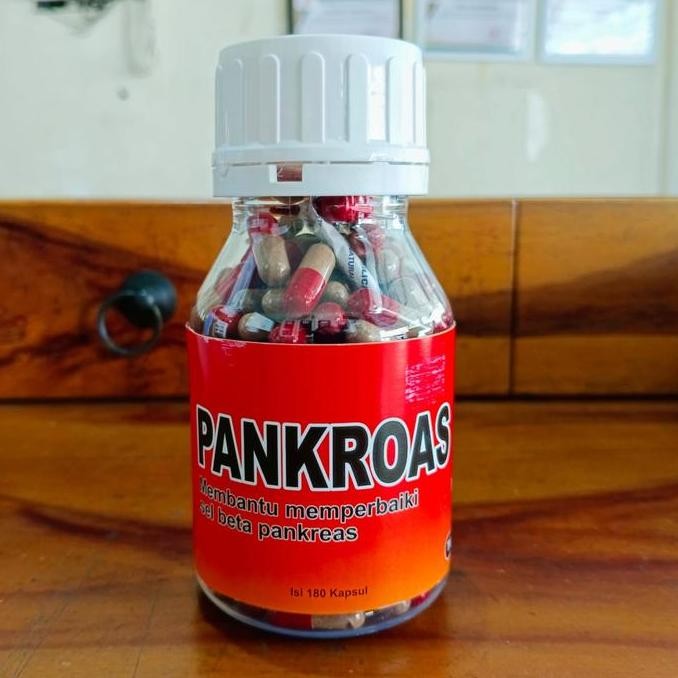 PANKROAS
Membantu memperbaiki
sel beta pankreas
Isi 180 Kapsul